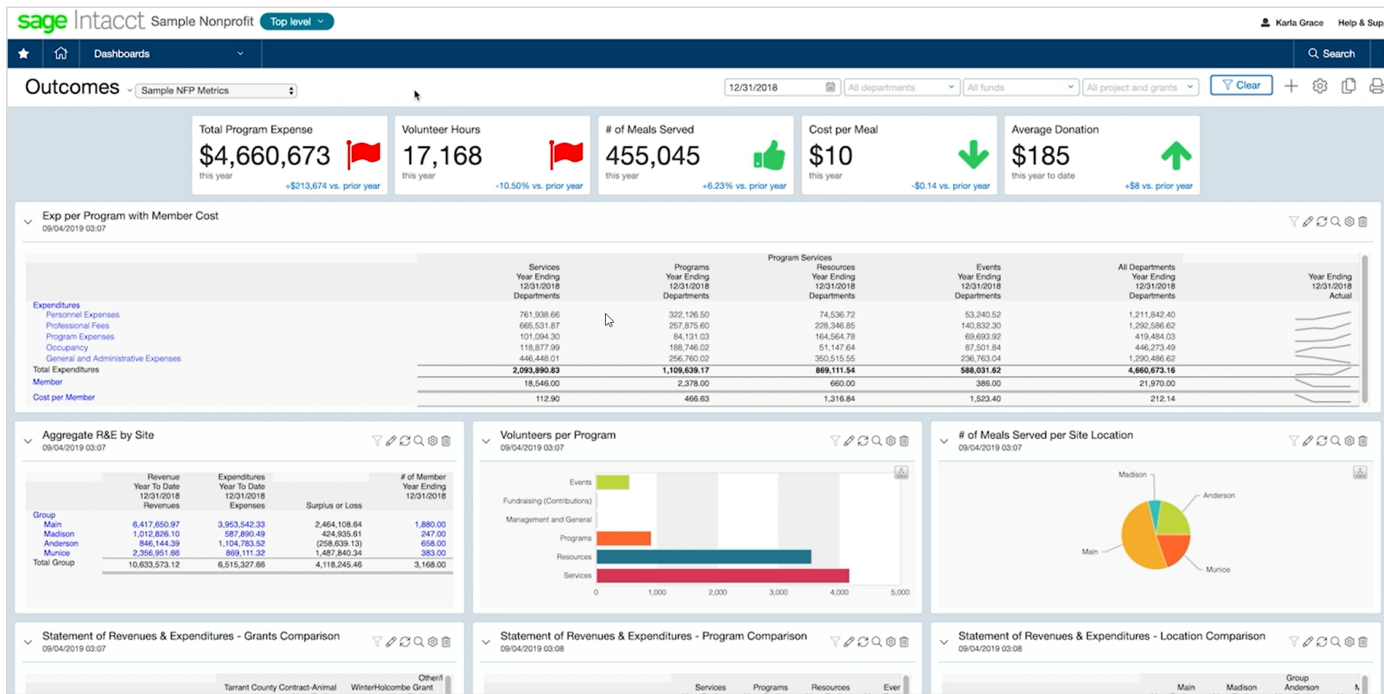 sage Intacct Sample Nonprofit Top level
Karla Grace Help & Sup
Dashboards
Search
Outcomes Sample NFP Metrics
12/31/2018 All departments All funds All project and grants Clear
Total Program Expense
$4,660,673
this year
+$213,674 vs. prior year
Volunteer Hours
17,168
this year
-10.50% vs. prior year
# of Meals Served
455,045
this year
+6.23% vs. prior year
Cost per Meal
$10
this year
-$0.14 vs. prior year
Average Donation
$185
this year to date
+$8 vs. prior year
Exp per Program with Member Cost
09/04/2019 03:07
Program Services
Services Programs Resources Events All Departments
Year Ending Year Ending Year Ending Year Ending Year Ending Year Ending
12/31/2018 12/31/2018 12/31/2018 12/31/2018 12/31/2018 12/31/2018
Departments Departments Departments Departments Departments Actual
Expenditures
Personnel Expenses 761,938.66 322,126.50 74,536.72 53,240.52 1,211,842.40
Professional Fees 665,531.87 257,875.60 228,346.85 140,832.30 1,292,586.62
Program Expenses 101,094.30 84,131.03 164,564.78 69,693.92 419,484.03
Occupancy 118,877.99 188,746.02 51,147.64 87,501.84 446,273.49
General and Administrative Expenses 446,448.01 256,760.02 350,515.55 236,763.04 1,290,486.62
Total Expenditures 2,093,890.83 1,109,639.17 869,111.54 588,031.62 4,660,673.16
Member 18,546.00 2,378.00 660.00 386.00 21,970.00
Cost per Member 112.90 466.63 1,316.84 1,523.40 212.14
Aggregate R&E by Site
09/04/2019 03:07
Revenue Expenditures # of Member
Year To Date Year To Date Year Ending
12/31/2018 12/31/2018 12/31/2018
Revenues Expenses Surplus or Loss
Group
Main 6,417,650.97 3,953,542.33 2,464,108.64 1,880.00
Madison 1,012,826.10 587,890.49 424,935.61 247.00
Anderson 846,144.39 1,104,783.52 (258,639.13) 658.00
Munice 2,356,951.66 869,111.32 1,487,840.34 383.00
Total Group 10,633,573.12 6,515,327.66 4,118,245.46 3,168.00
Volunteers per Program
09/04/2019 03:07
Events
Fundraising (Contributions)
Management and General
Programs
Resources
Services
0 1,000 2,000 3,000 4,000 5,000
# of Meals Served per Site Location
09/04/2019 03:07
Madison
Anderson
Main
Munice
Statement of Revenues & Expenditures - Grants Comparison
09/04/2019 03:07
Other/I
Tarrant County Contract-Animal WinterHolcombe Grant
Statement of Revenues & Expenditures - Program Comparison
09/04/2019 03:08
Services Programs Resources Ever
Statement of Revenues & Expenditures - Location Comparison
09/04/2019 03:08
Group
Main Madison Anderson M